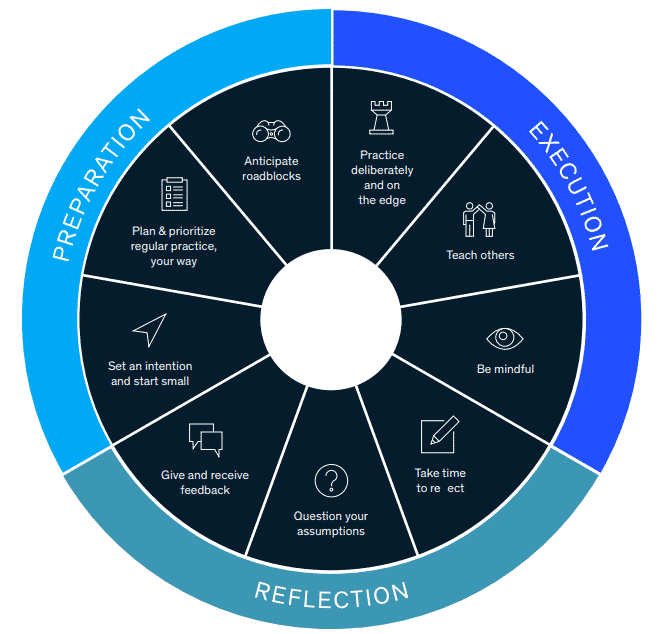 PREPARATION
Anticipate
roadblocks
Plan & prioritize
regular practice,
your way
Set an intention
and start small
EXECUTION
Practice
deliberately
and on
the edge
Teach others
Be mindful
REFLECTION
Take time
to re ect
Question your
assumptions
Give and receive
feedback